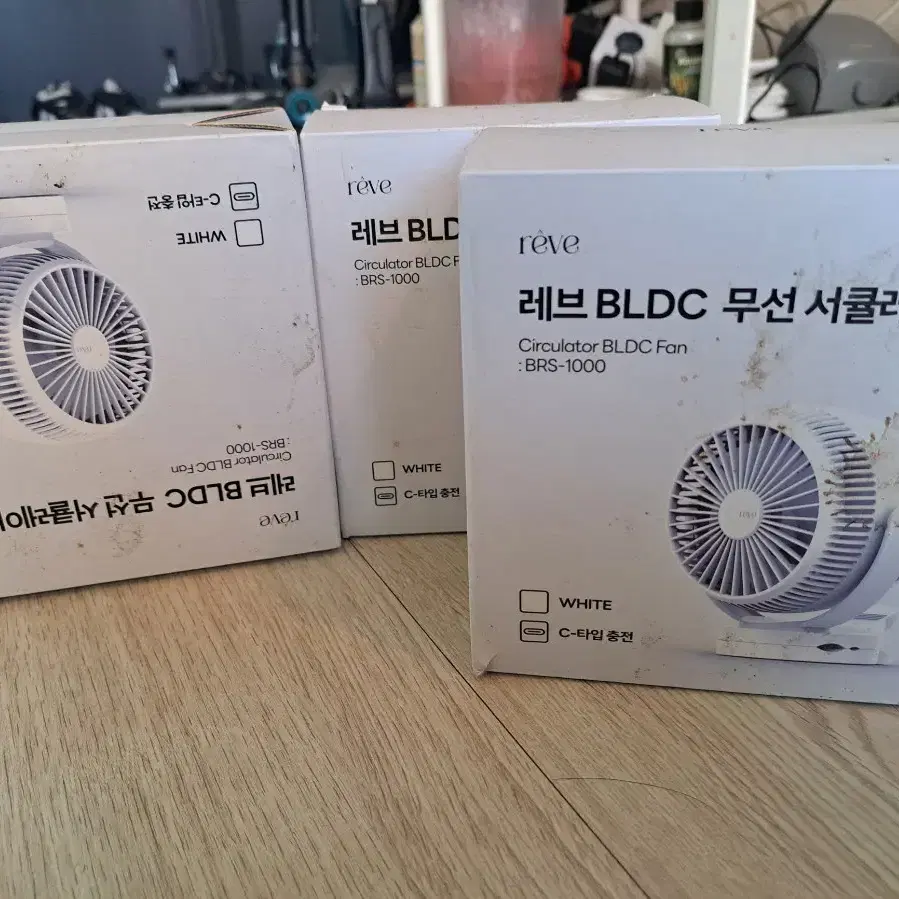 C-타입 충전
WHITE
레브 BLDC 무선 서큘레이
Circulator BLDC Fan
: BRS-1000
rêve
rêve
레브 BLD
Circulator BLDC F
: BRS-1000
WHITE
C-타입 충전
rêve
레브 BLDC 무선 서큘레
Circulator BLDC Fan
: BRS-1000
WHITE
C-타입 충전